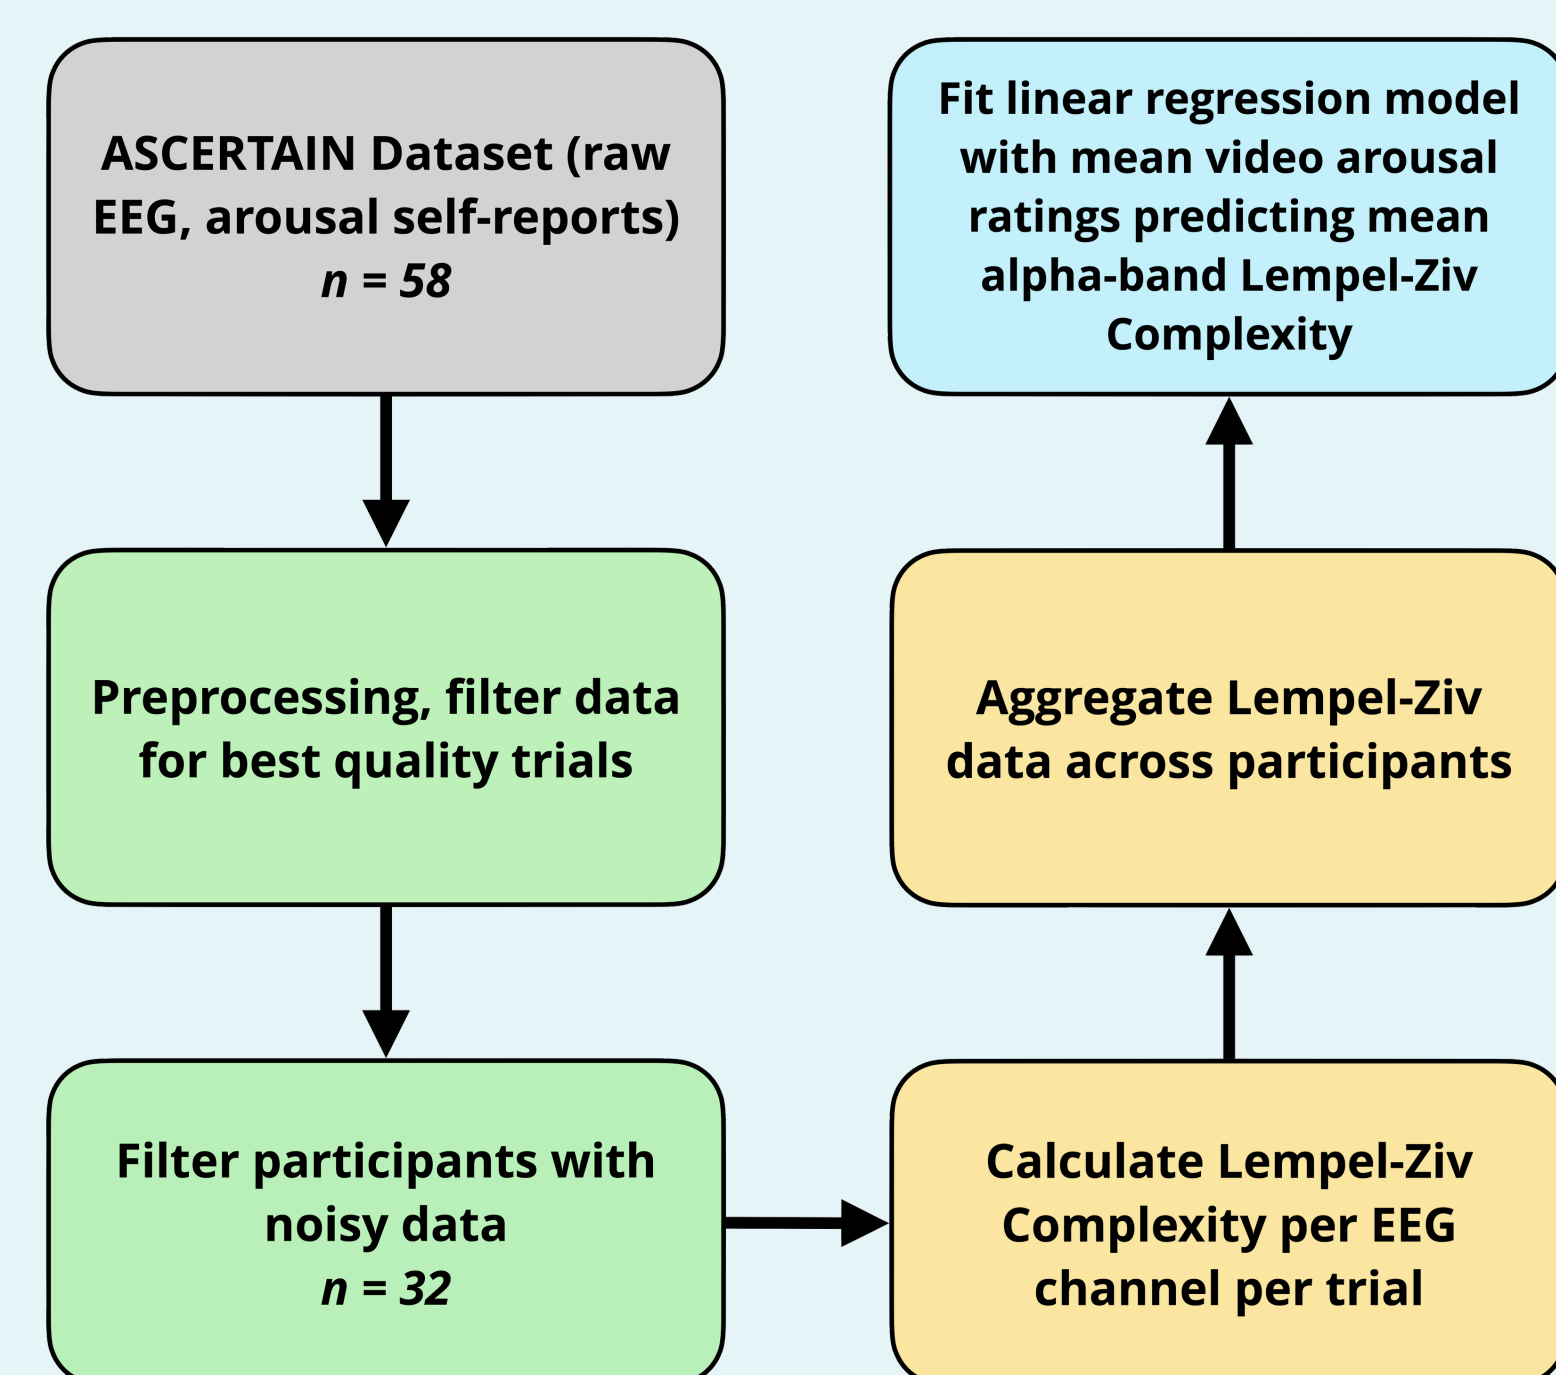 ASCERTAIN Dataset (raw
EEG, arousal self-reports)
n = 58
Preprocessing, filter data
for best quality trials
Filter participants with
noisy data
n = 32
Calculate Lempel-Ziv
Complexity per EEG
channel per trial
Aggregate Lempel-Ziv
data across participants
Fit linear regression model
with mean video arousal
ratings predicting mean
alpha-band Lempel-Ziv
Complexity